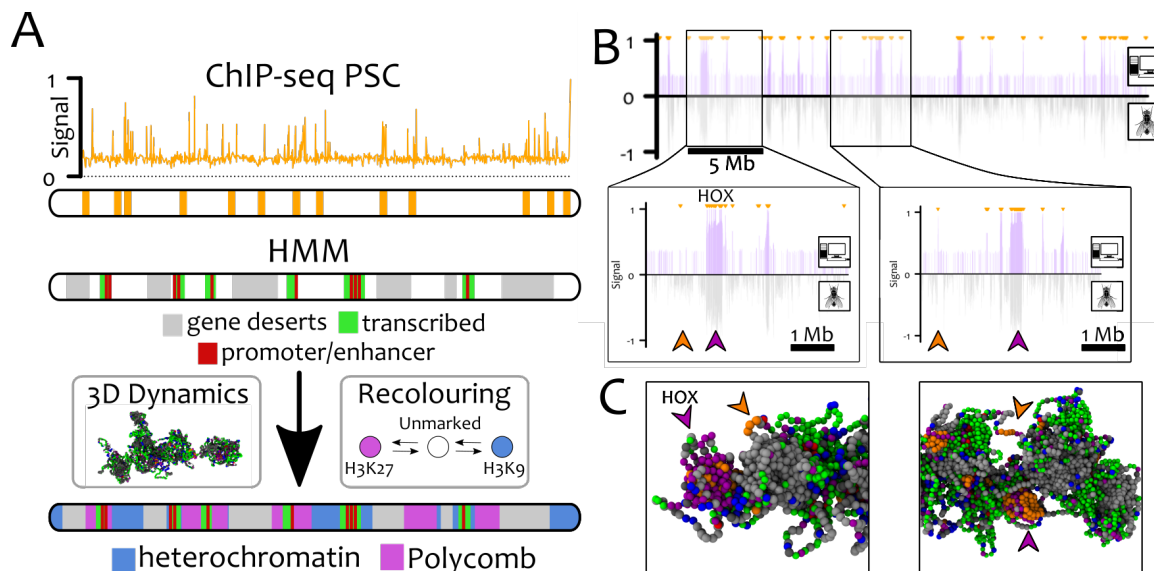 A
ChIP-seq PSC
1
Signal
0
HMM
gene deserts
transcribed
promoter/enhancer
3D Dynamics
Recolouring
Unmarked
H3K27
H3K9
heterochromatin
Polycomb
B
1
0
-1
5 Mb
HOX
1
Signal
0
-1
1 Mb
1
Signal
0
-1
1 Mb
C
HOX